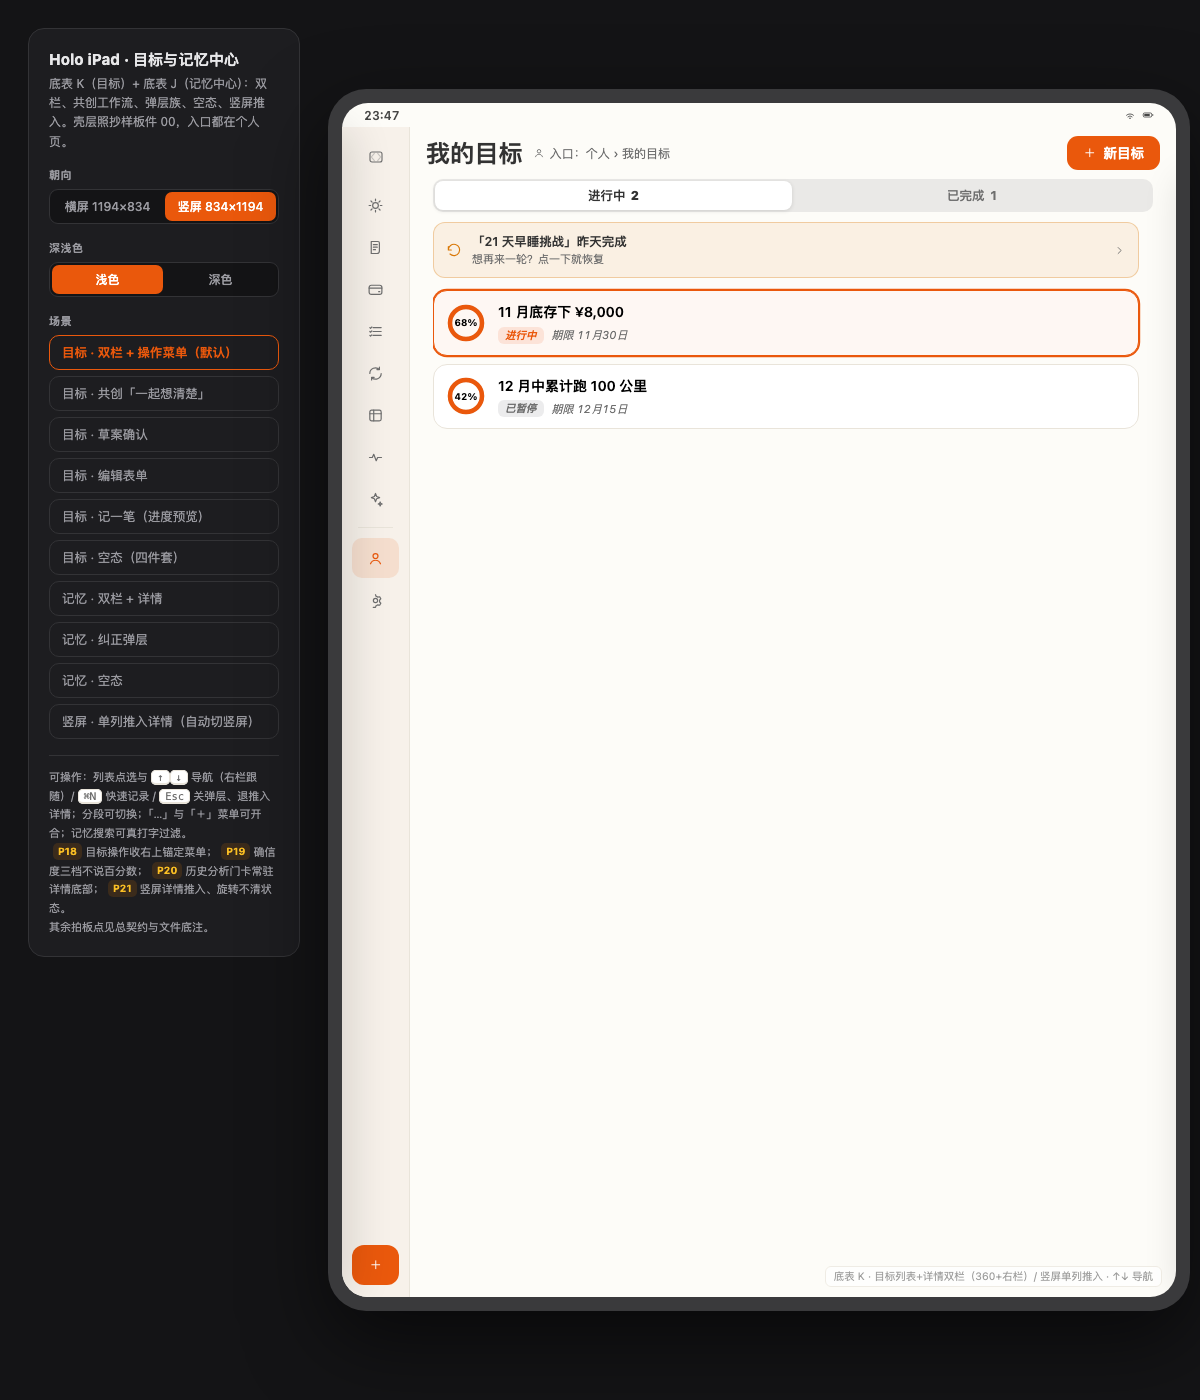 Holo iPad · 目标与记忆中心
底表 K（目标）+ 底表 J（记忆中心）：双
栏、共创工作流、弹层族、空态、竖屏推
入。壳层照抄样板件 00，入口都在个人
页。
朝向
横屏 1194×834
竖屏 834×1194
深浅色
浅色
深色
场景
目标 · 双栏 + 操作菜单（默认）
目标 · 共创「一起想清楚」
目标 · 草案确认
目标 · 编辑表单
目标 · 记一笔（进度预览）
目标 · 空态（四件套）
记忆 · 双栏 + 详情
记忆 · 纠正弹层
记忆 · 空态
竖屏 · 单列推入详情（自动切竖屏）
可操作：列表点选与 ↑ ↓ 导航（右栏跟
随）/ ⌘N 快速记录 / Esc 关弹层、退推入
详情；分段可切换；「…」与「＋」菜单可开
合；记忆搜索可真打字过滤。
P18 目标操作收右上锚定菜单； P19 确信
度三档不说百分数； P20 历史分析门卡常驻
详情底部； P21 竖屏详情推入、旋转不清状
态。
其余拍板点见总契约与文件底注。
23:47
我的目标
入口：个人 › 我的目标
＋ 新目标
进行中 2
已完成 1
「21 天早睡挑战」昨天完成
想再来一轮？点一下就恢复
68%
11 月底存下 ¥8,000
进行中 期限 11月30日
42%
12 月中累计跑 100 公里
已暂停 期限 12月15日
＋
底表 K · 目标列表+详情双栏（360+右栏）/ 竖屏单列推入 · ↑↓ 导航